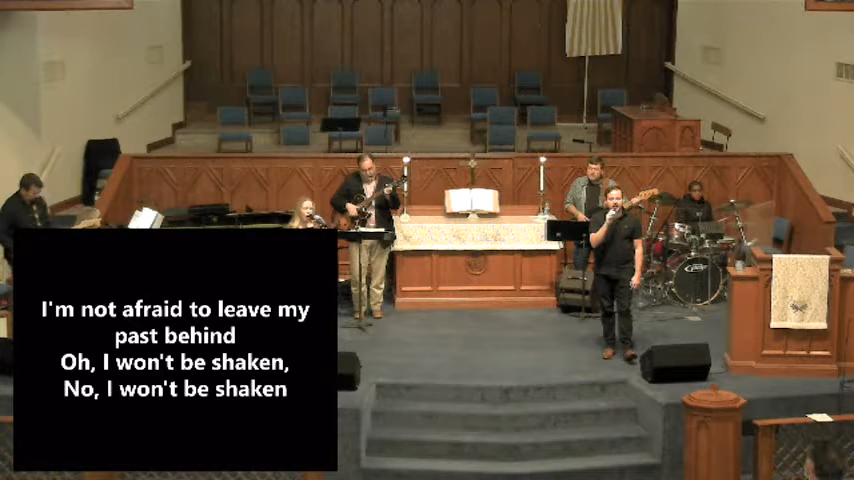 I'm not afraid to leave my
past behind
Oh, I won't be shaken,
No, I won't be shaken